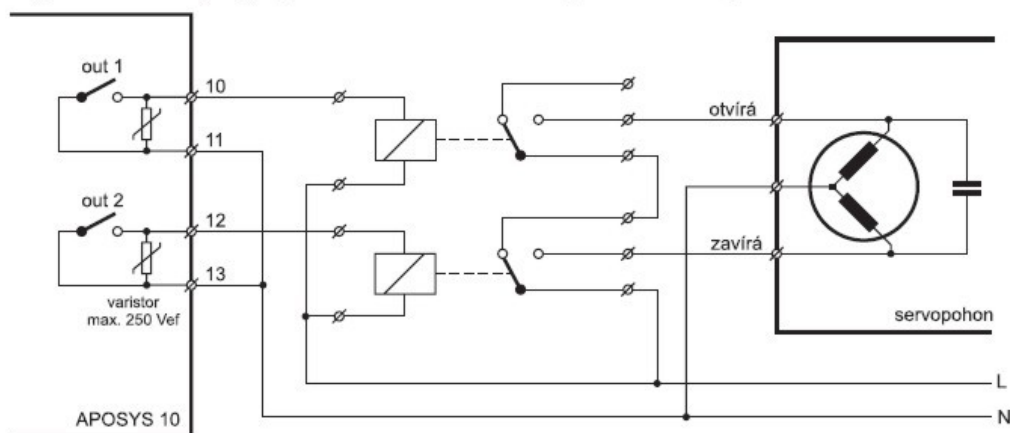 out 1
10
11
out 2
12
13
varistor
max. 250 Vef
APOSYS 10
otvírá
zavírá
servopohon
L
N